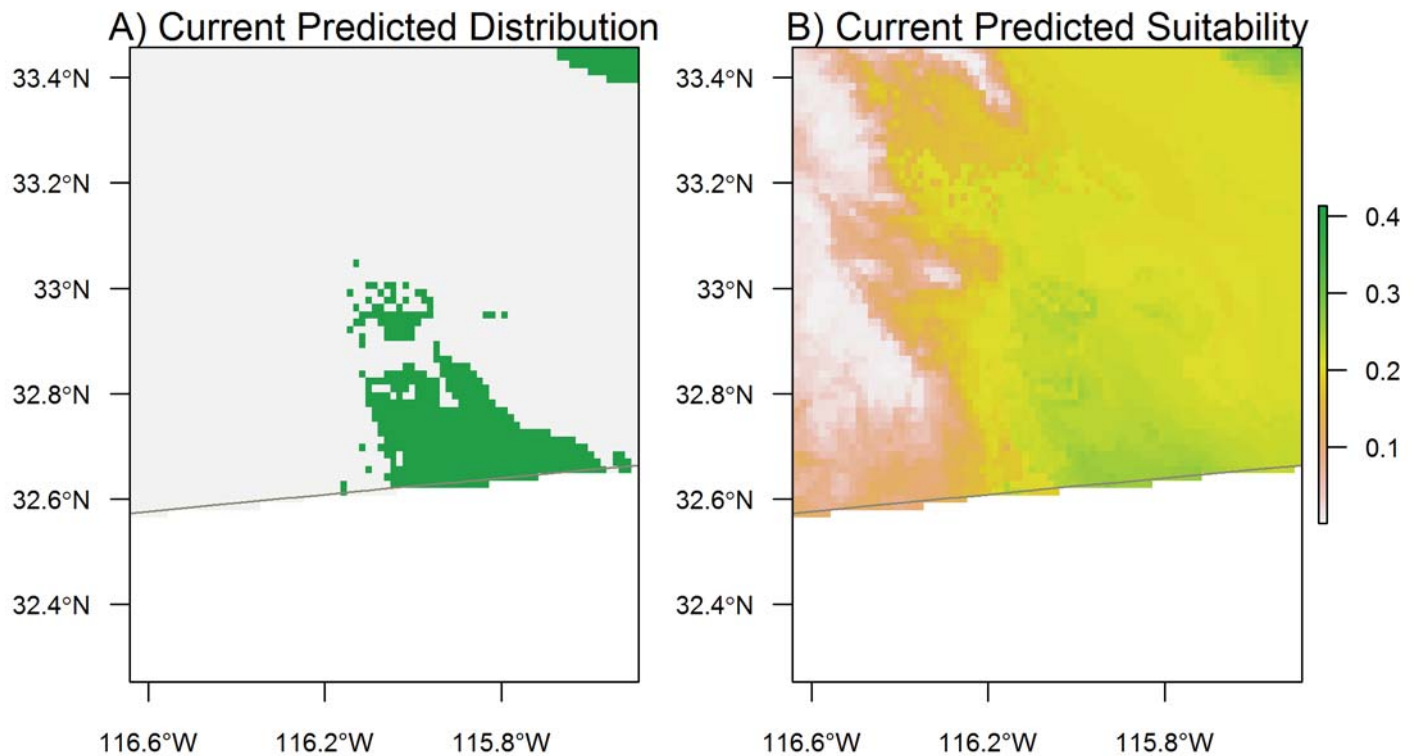 A) Current Predicted Distribution
33.4°N
33.2°N
33°N
32.8°N
32.6°N
32.4°N
116.6°W 116.2°W 115.8°W
B) Current Predicted Suitability
33.4°N
33.2°N
33°N
32.8°N
32.6°N
32.4°N
116.6°W 116.2°W 115.8°W
0.4
0.3
0.2
0.1